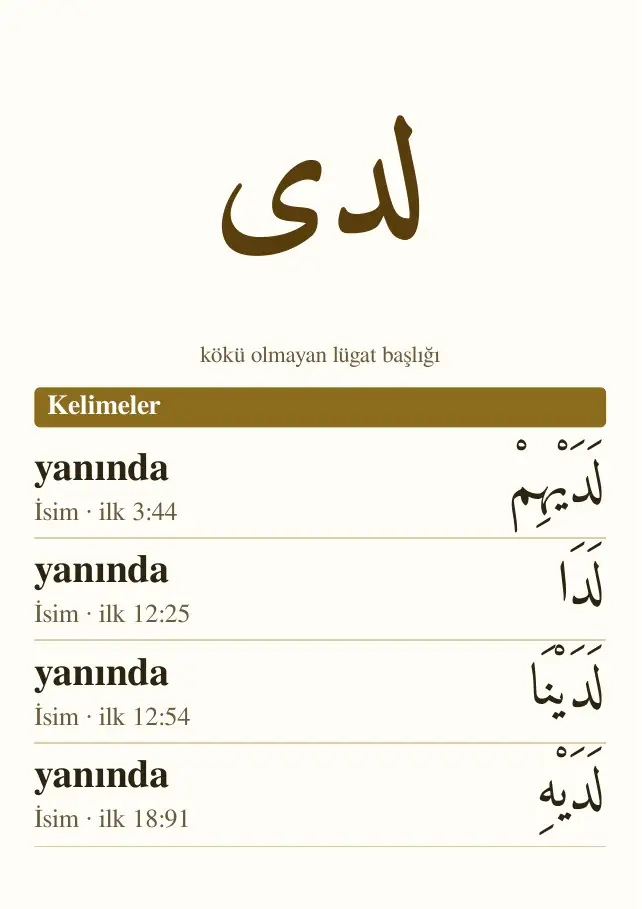 لدى
kökü olmayan lügat başlığı
Kelimeler
yanında
لَدَيْهِمْ
İsim · ilk 3:44
yanında
لَدَا
İsim · ilk 12:25
yanında
لَدَيْنَا
İsim · ilk 12:54
yanında
لَدَيْهِ
İsim · ilk 18:91